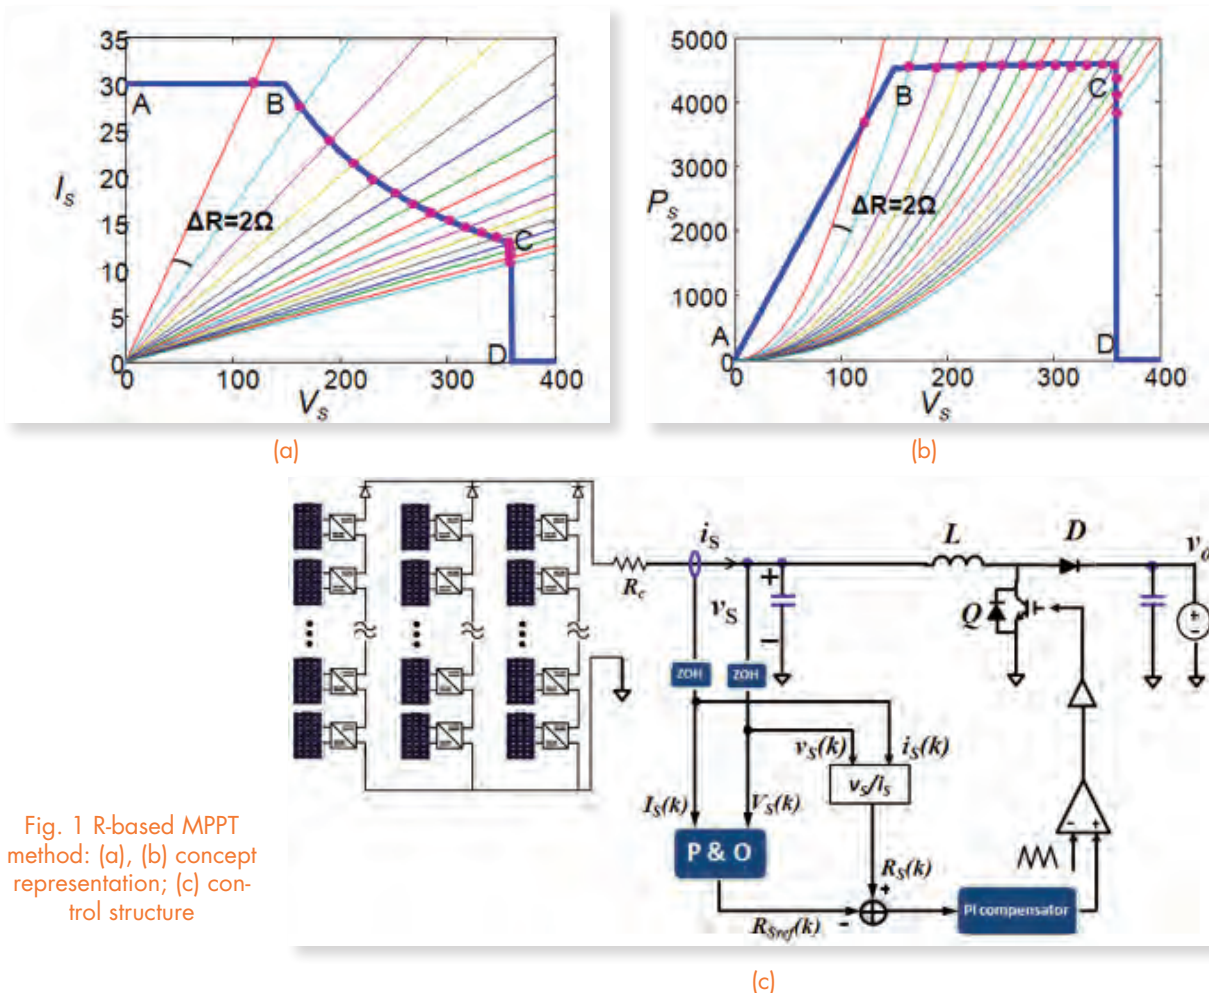 35
30
25
20
15
10
5
0
I_s
A
B
C
D
ΔR=2Ω
0
100
200
300
400
V_s
(a)
5000
4000
3000
P_s
2000
1000
0
A
B
C
D
ΔR=2Ω
0
100
200
300
400
V_s
(b)
R_c
i_S
v_S
+
−
L
D
Q
v_o
+
−
ZOH
ZOH
v_S(k)
i_S(k)
v_S/i_S
I_S(k)
V_S(k)
P & O
R_S(k)
+
−
R_Sref(k)
PI compensator
− +
(c)
Fig. 1 R-based MPPT
method: (a), (b) concept
representation; (c) con-
trol structure